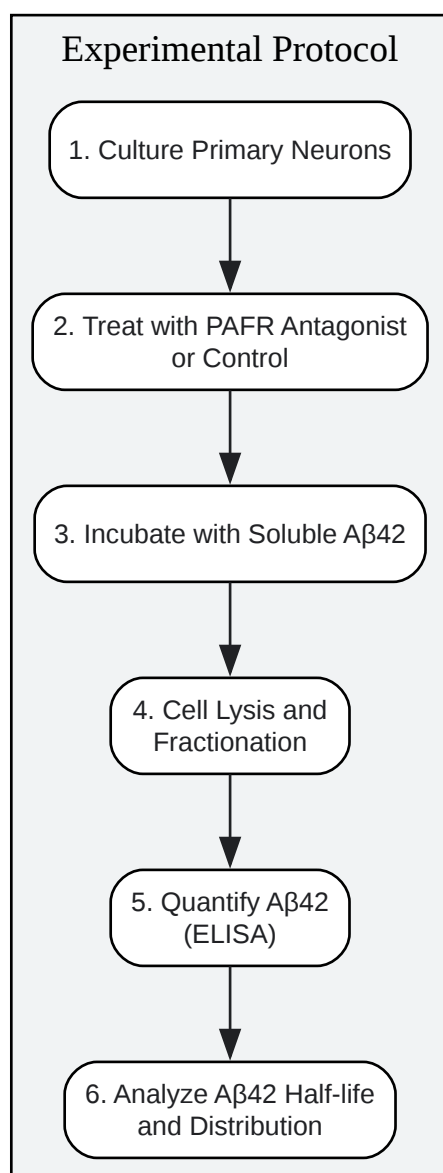 Experimental Protocol
1. Culture Primary Neurons
2. Treat with PAFR Antagonist
or Control
3. Incubate with Soluble Aβ42
4. Cell Lysis and
Fractionation
5. Quantify Aβ42
(ELISA)
6. Analyze Aβ42 Half-life
and Distribution